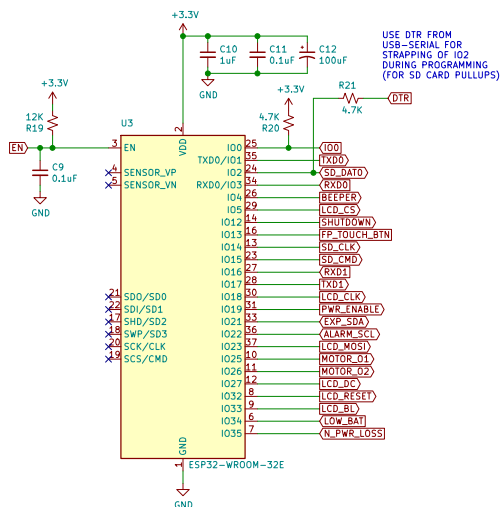 +3.3V
C10
1uF
C11
0.1uF
C12
100uF
GND
USE DTR FROM
USB-SERIAL FOR
STRAPPING OF IO2
DURING PROGRAMMING
(FOR SD CARD PULLUPS)
+3.3V
12K
R19
EN
C9
0.1uF
GND
+3.3V
4.7K
R20
R21
4.7K
DTR
U3
2
VDD
3 EN
4 SENSOR_VP
5 SENSOR_VN
21 SDO/SD0
22 SDI/SD1
17 SHD/SD2
18 SWP/SD3
20 SCK/CLK
19 SCS/CMD
IO0 25 IO0
TXD0/IO1 35 TXD0
IO2 24 SD_DAT0
RXD0/IO3 34 RXD0
IO4 26 BEEPER
IO5 29 LCD_CS
IO12 14 SHUTDOWN
IO13 16 FP_TOUCH_BTN
IO14 13 SD_CLK
IO15 23 SD_CMD
IO16 27 RXD1
IO17 28 TXD1
IO18 30 LCD_CLK
IO19 31 PWR_ENABLE
IO21 33 EXP_SDA
IO22 36 ALARM_SCL
IO23 37 LCD_MOSI
IO25 10 MOTOR_O1
IO26 11 MOTOR_O2
IO27 12 LCD_DC
IO32 8 LCD_RESET
IO33 9 LCD_BL
IO34 6 LOW_BAT
IO35 7 N_PWR_LOSS
GND
1
ESP32-WROOM-32E
GND